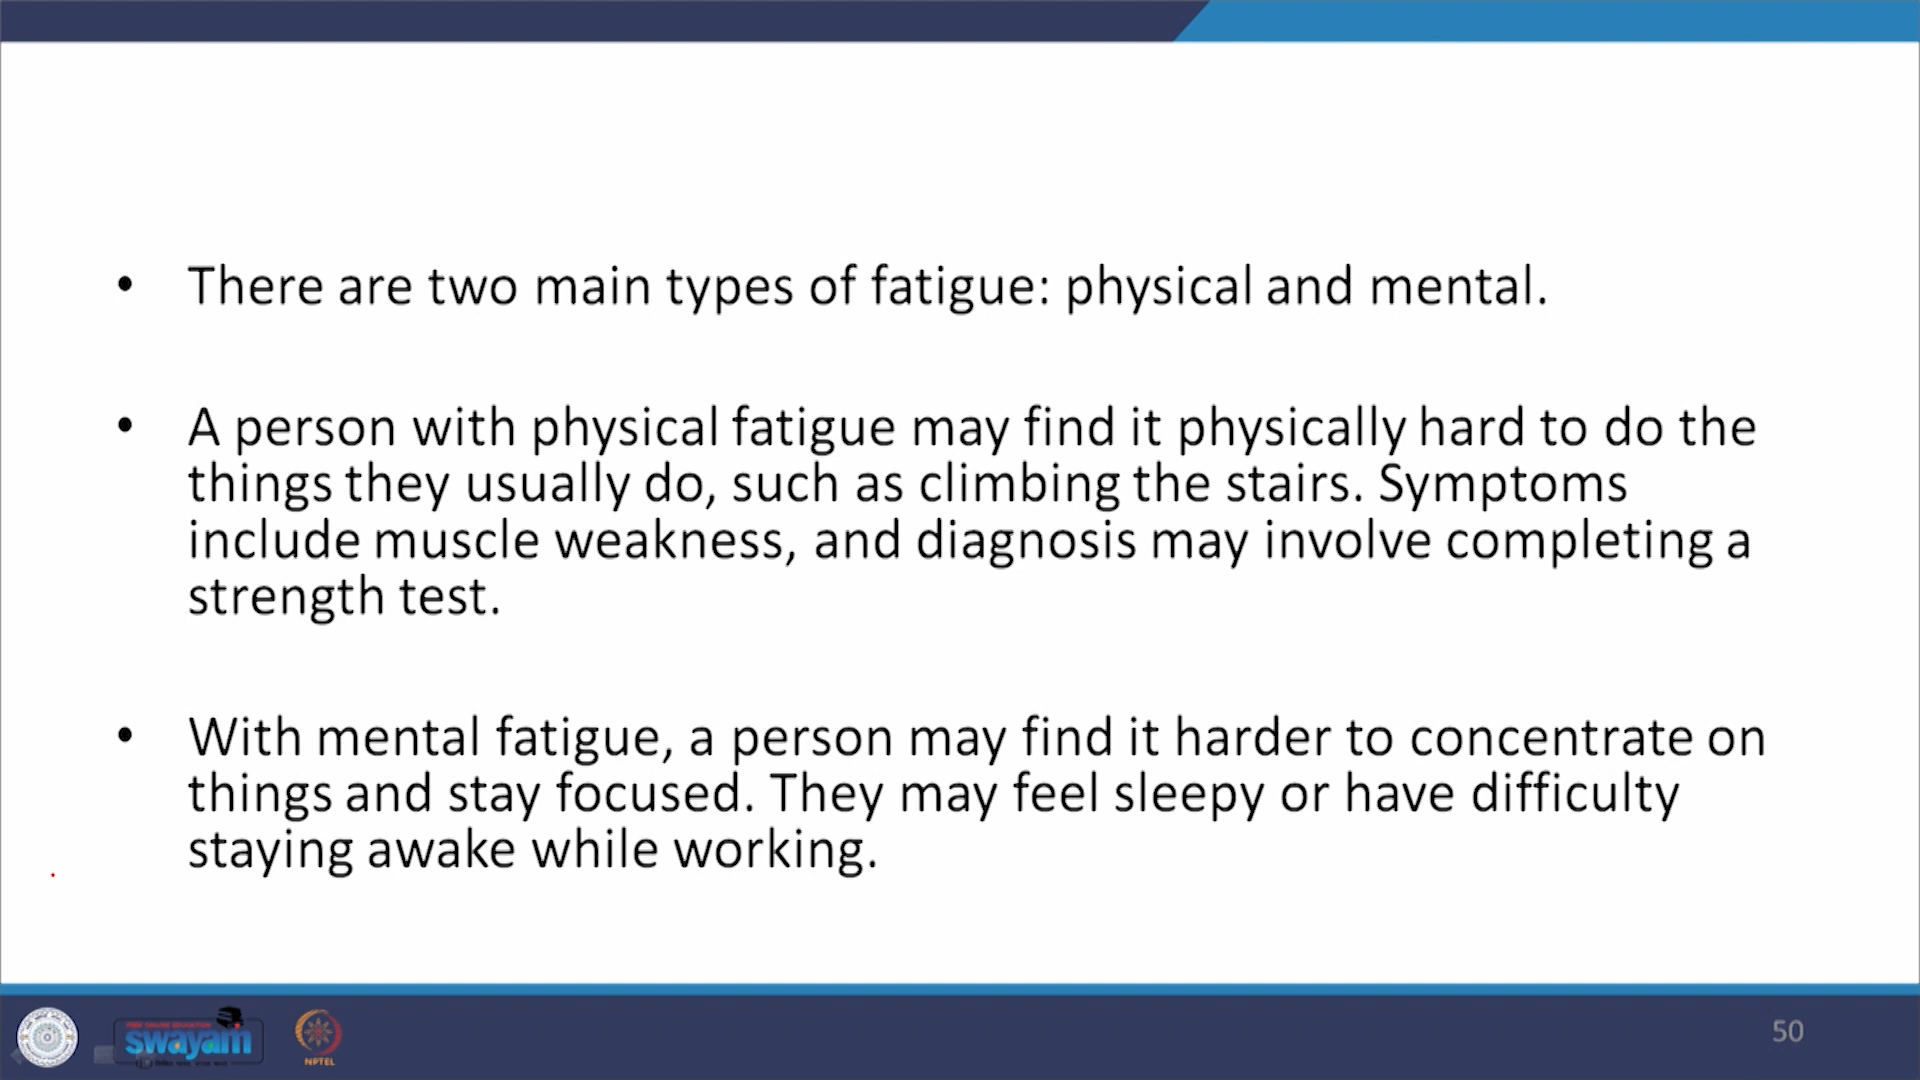 • There are two main types of fatigue: physical and mental.
• A person with physical fatigue may find it physically hard to do the
things they usually do, such as climbing the stairs. Symptoms
include muscle weakness, and diagnosis may involve completing a
strength test.
• With mental fatigue, a person may find it harder to concentrate on
things and stay focused. They may feel sleepy or have difficulty
staying awake while working.
FREE ONLINE EDUCATION
swayam
NPTEL
50